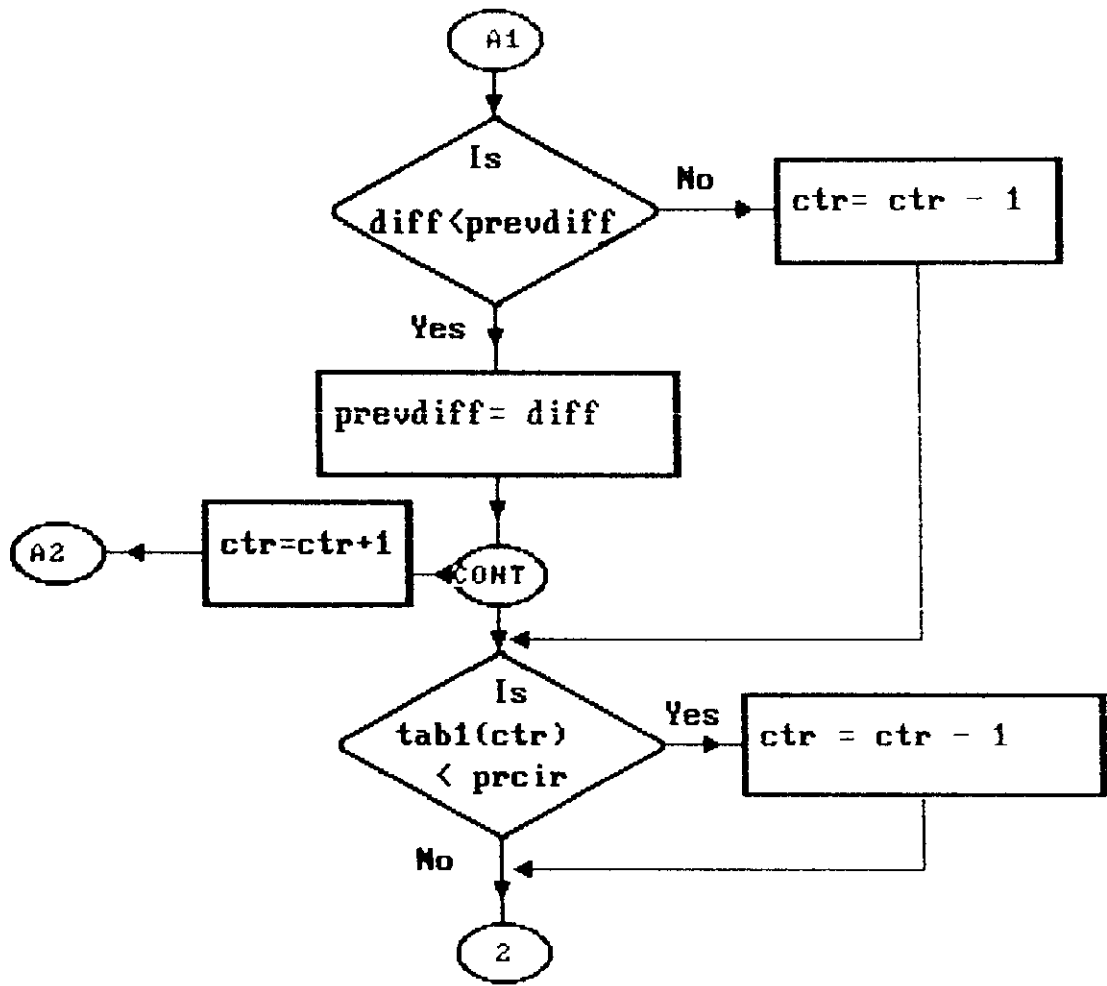 A1
Is
diff<prevdiff
No
ctr= ctr - 1
Yes
prevdiff= diff
A2
ctr=ctr+1
CONT
Is
tab1(ctr)
< prcir
Yes
ctr = ctr - 1
No
2